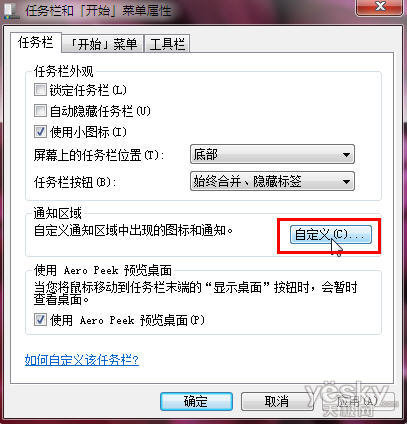 任务栏和「开始」菜单属性
任务栏
「开始」菜单
工具栏
任务栏外观
锁定任务栏(L)
自动隐藏任务栏(U)
使用小图标(I)
屏幕上的任务栏位置(T):
底部
任务栏按钮(B):
始终合并、隐藏标签
通知区域
自定义通知区域中出现的图标和通知。
自定义(C)...
使用 Aero Peek 预览桌面
当您将鼠标移动到任务栏末端的“显示桌面”按钮时,会暂时
查看桌面。
使用 Aero Peek 预览桌面(P)
如何自定义该任务栏?
确定
取消
应用(A)
yesky
天极网